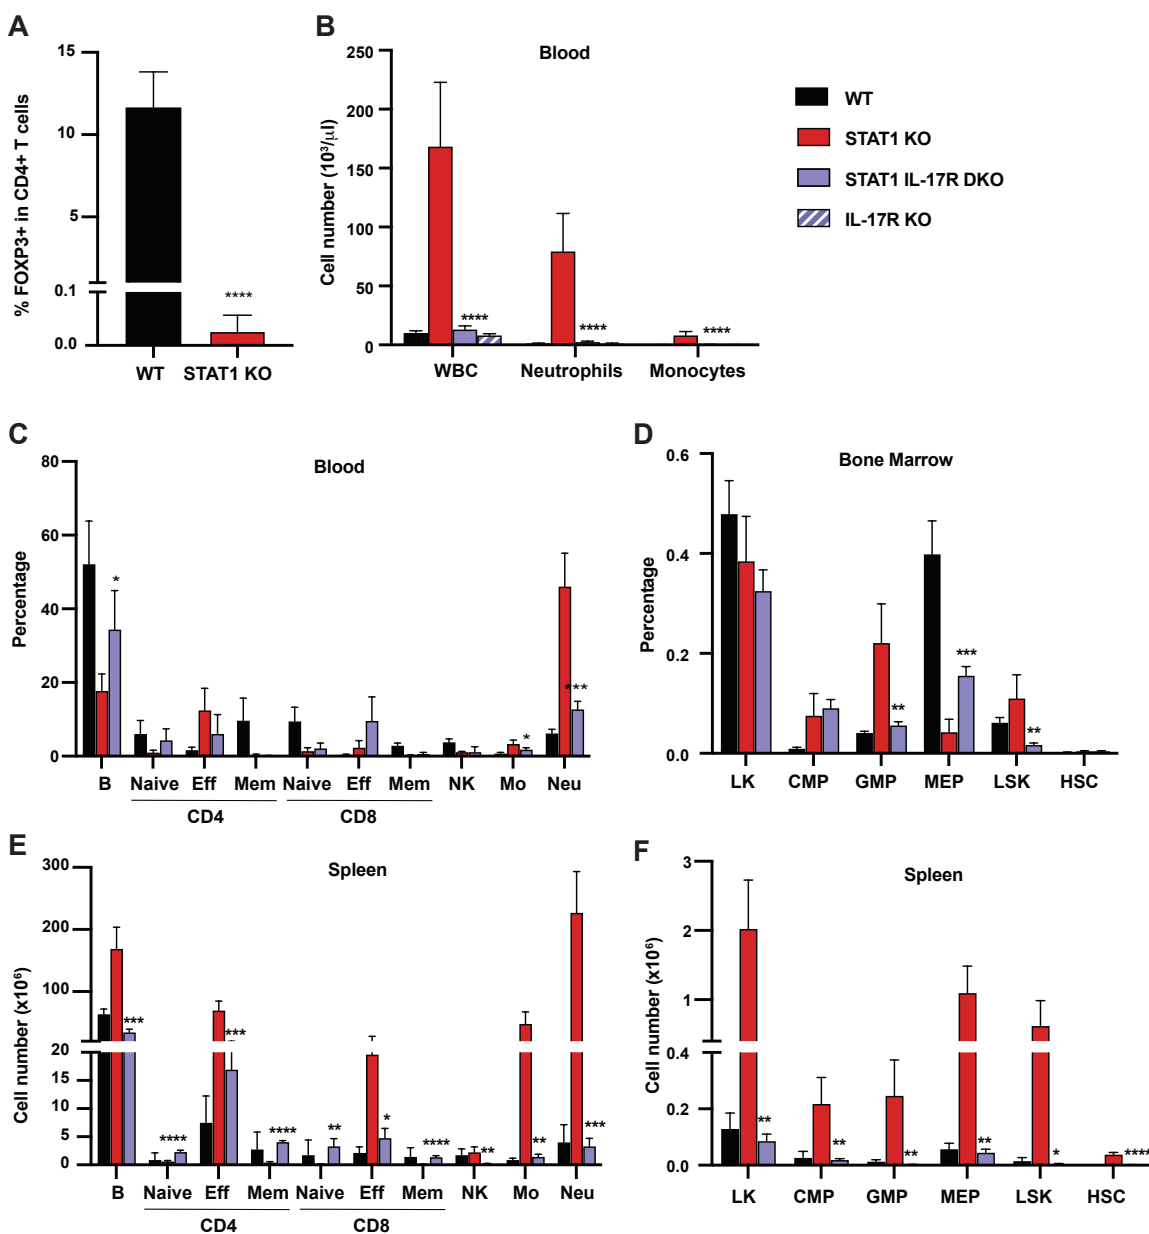 A
15
10
5
0.1
0.0
% FOXP3+ in CD4+ T cells
****
WT
STAT1 KO
B
Blood
250
200
150
100
50
0
Cell number (10³/µl)
****
****
****
WBC
Neutrophils
Monocytes
WT
STAT1 KO
STAT1 IL-17R DKO
IL-17R KO
C
Blood
80
60
40
20
0
Percentage
*
*
***
B
Naive
Eff
Mem
Naive
Eff
Mem
NK
Mo
Neu
CD4
CD8
D
Bone Marrow
0.6
0.4
0.2
0.0
Percentage
**
***
**
LK
CMP
GMP
MEP
LSK
HSC
E
Spleen
300
200
100
20
15
10
5
0
Cell number (x10⁶)
***
****
***
****
**
*
****
**
**
***
B
Naive
Eff
Mem
Naive
Eff
Mem
NK
Mo
Neu
CD4
CD8
F
Spleen
3
2
1
0.4
0.2
0.0
Cell number (x10⁶)
**
**
**
**
*
****
LK
CMP
GMP
MEP
LSK
HSC